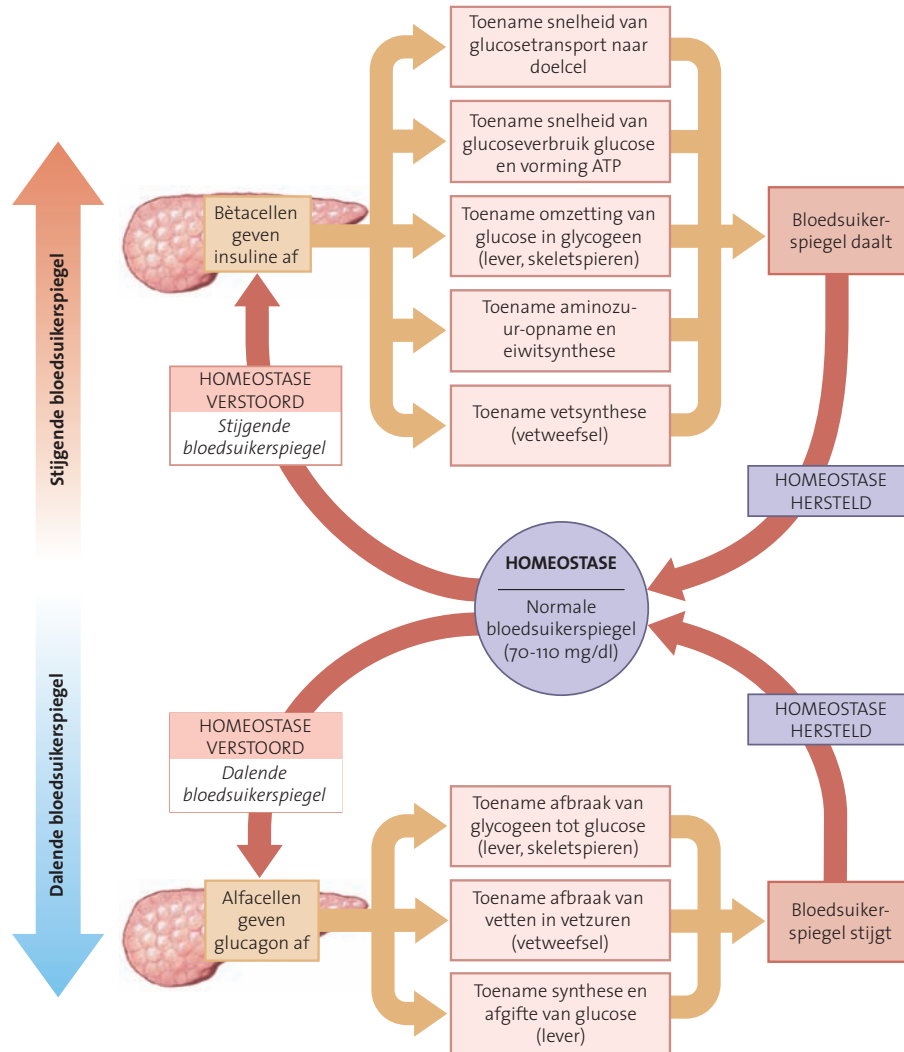 Toename snelheid van
glucosetransport naar
doelcel
Toename snelheid van
glucoseverbruik glucose
en vorming ATP
Stijgende bloedsuikerspiegel
Bètacellen
geven
insuline af
Toename omzetting van
glucose in glycogeen
(lever, skeletspieren)
Bloedsuiker-
spiegel daalt
Toename aminozu-
ur-opname en
eiwitsynthese
HOMEOSTASE
VERSTOORD
Stijgende
bloedsuikerspiegel
Toename vetsynthese
(vetweefsel)
HOMEOSTASE
HERSTELD
HOMEOSTASE
Normale
bloedsuikerspiegel
(70-110 mg/dl)
Dalende bloedsuikerspiegel
HOMEOSTASE
VERSTOORD
Dalende
bloedsuikerspiegel
HOMEOSTASE
HERSTELD
Toename afbraak van
glycogeen tot glucose
(lever, skeletspieren)
Alfacellen
geven
glucagon af
Toename afbraak van
vetten in vetzuren
(vetweefsel)
Bloedsuiker-
spiegel stijgt
Toename synthese en
afgifte van glucose
(lever)